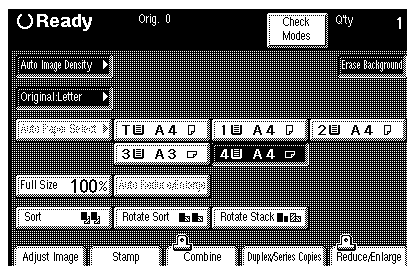 Ready Orig. 0 Check Modes Q'ty 1
Auto Image Density Erase Background
Original:Letter
Auto Paper Select T A4 1 A4 2 A4
3 A3 4 A4
Full Size 100% Auto Reduce/Enlarge
Sort Rotate Sort Rotate Stack
Adjust Image Stamp Combine Duplex/Series Copies Reduce/Enlarge